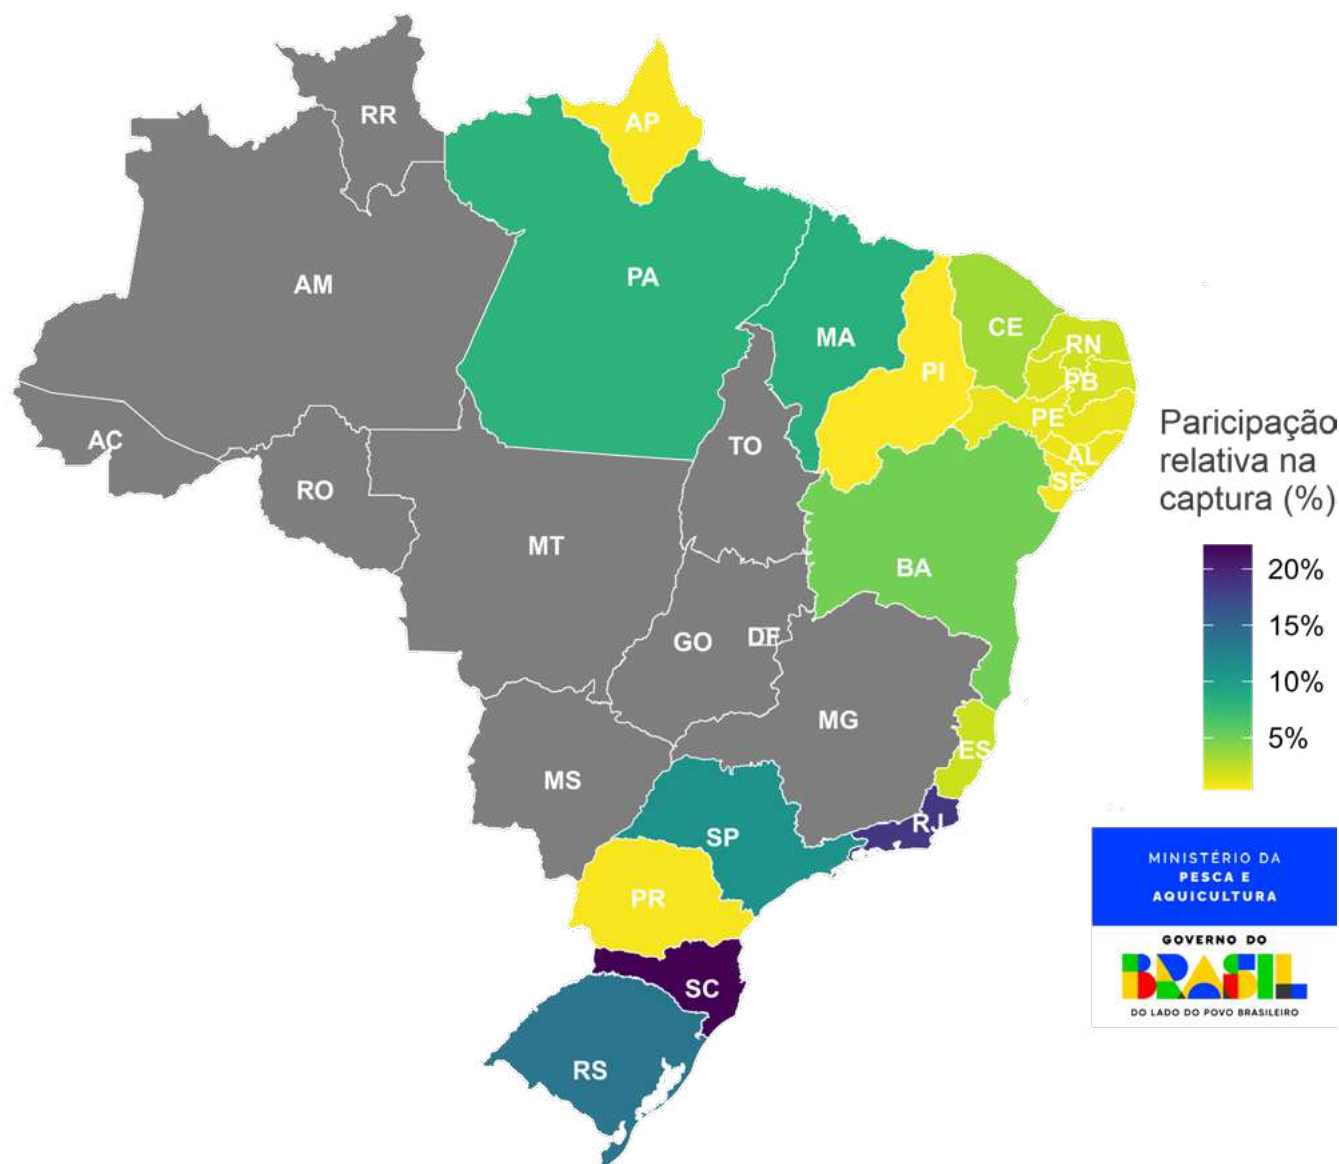 RR
AP
AM
PA
MA
CE
RN
PI
PB
PE
AC
TO
AL
SE
RO
MT
BA
GO
DF
MG
ES
MS
SP
RJ
PR
SC
RS
Paricipação
relativa na
captura (%)
20%
15%
10%
5%
MINISTÉRIO DA
PESCA E
AQUICULTURA
GOVERNO DO
BRASIL
DO LADO DO POVO BRASILEIRO